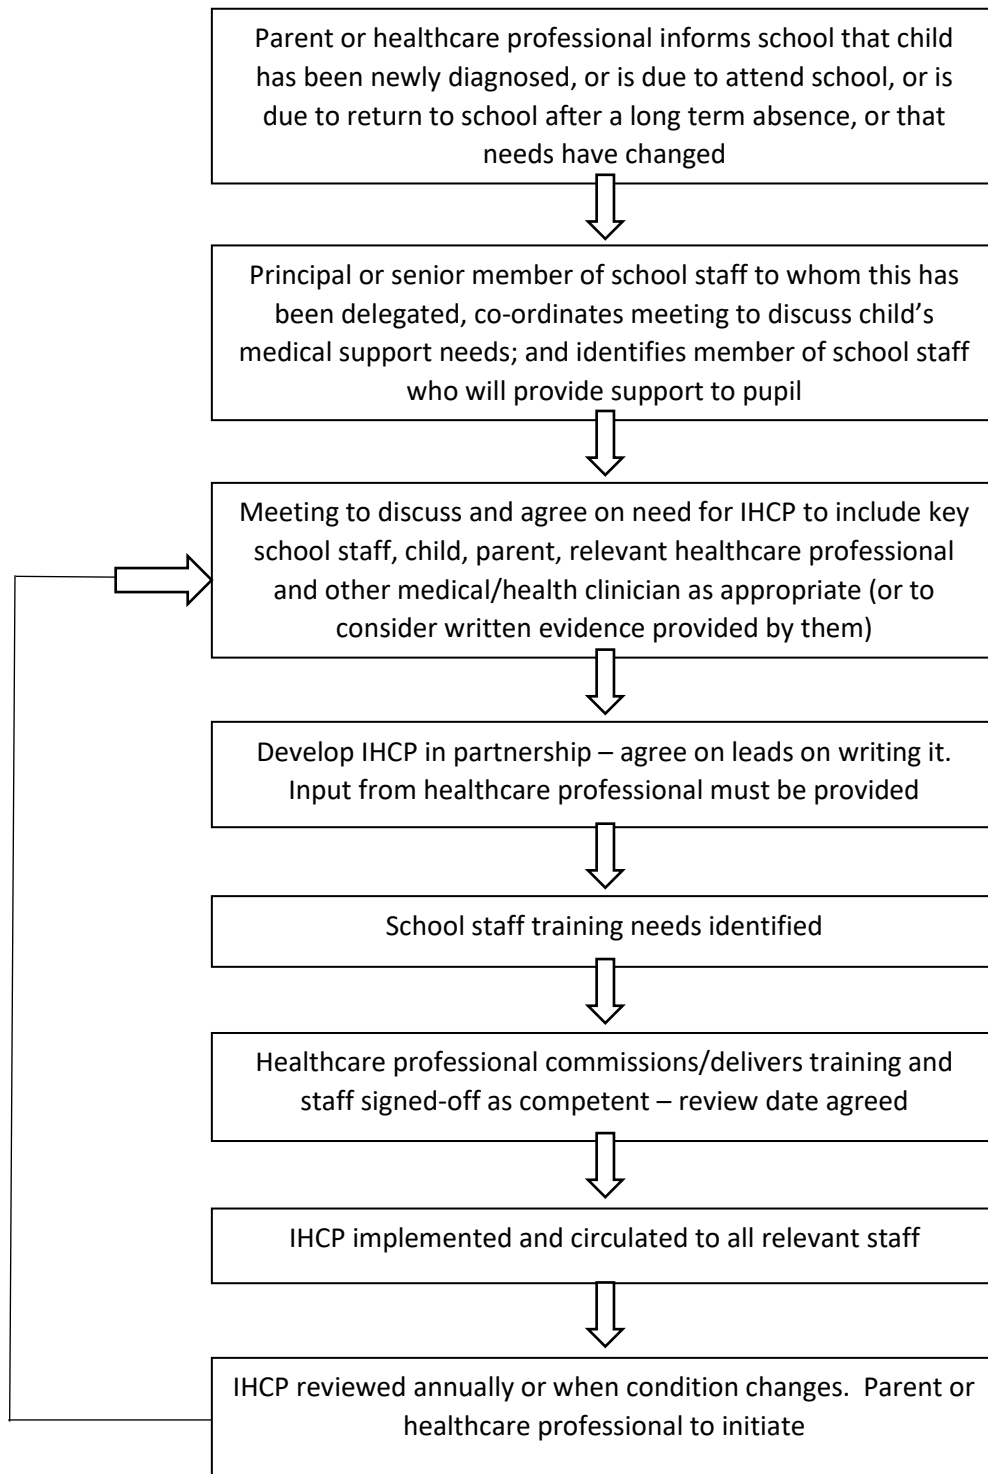 Parent or healthcare professional informs school that child
has been newly diagnosed, or is due to attend school, or is
due to return to school after a long term absence, or that
needs have changed
Principal or senior member of school staff to whom this has
been delegated, co-ordinates meeting to discuss child’s
medical support needs; and identifies member of school staff
who will provide support to pupil
Meeting to discuss and agree on need for IHCP to include key
school staff, child, parent, relevant healthcare professional
and other medical/health clinician as appropriate (or to
consider written evidence provided by them)
Develop IHCP in partnership – agree on leads on writing it.
Input from healthcare professional must be provided
School staff training needs identified
Healthcare professional commissions/delivers training and
staff signed-off as competent – review date agreed
IHCP implemented and circulated to all relevant staff
IHCP reviewed annually or when condition changes.  Parent or
healthcare professional to initiate